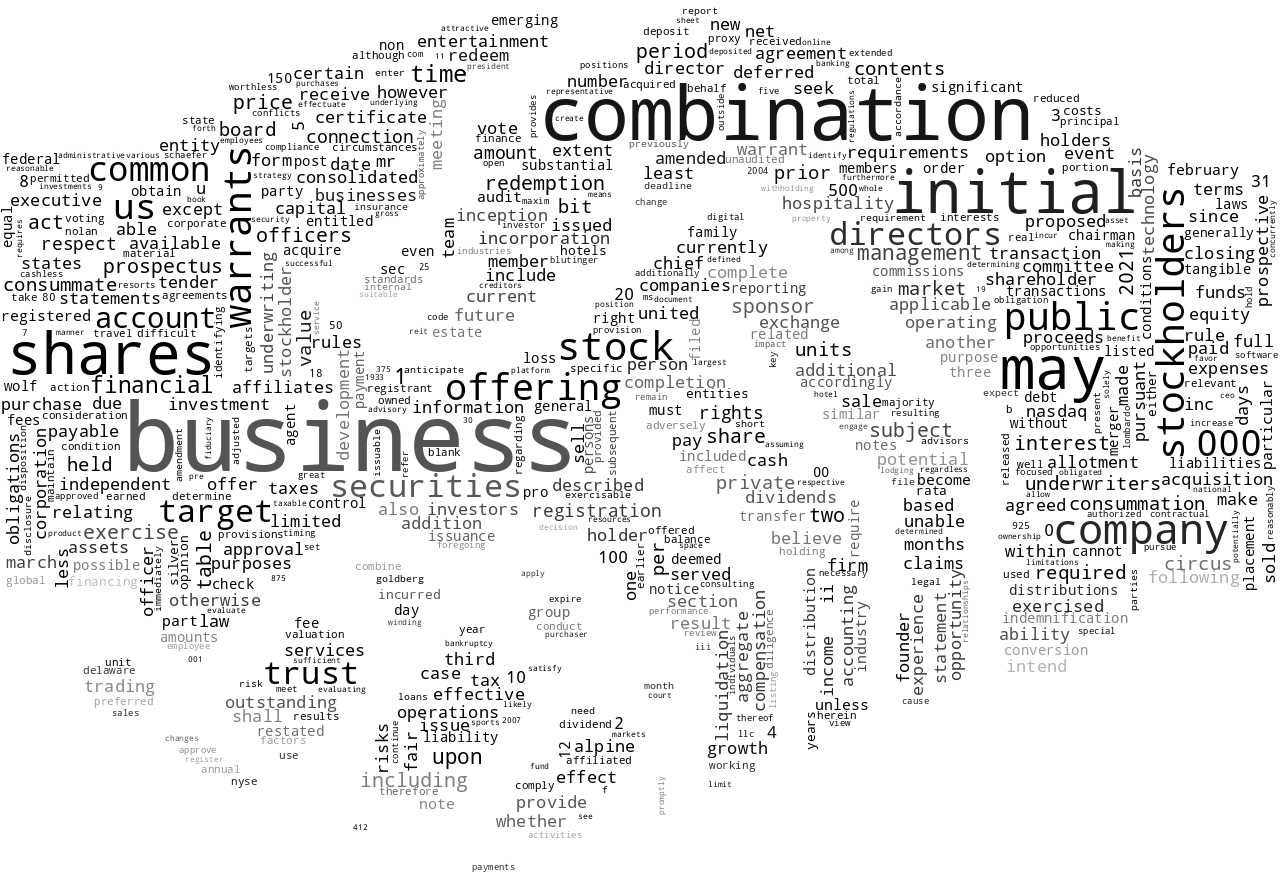 report
sheet
emerging
attractive
deposit
new
net
proxy
received
online
non
entertainment
although
com
11
redeem
period
deposited
agreement
extended
positions
director
deferred
banking
contents
president
150
certain
enter
time
number
acquired
behalf
five
seek
total
significant
worthless
purchases
receive
however
representative
combination
reduced
price
effectuate
underlying
meeting
provides
create
outside
regulations
accordance
3
costs
principal
state
conflicts
certificate
forth
board
5
connection
vote
finance
previously
holders
entity
employees
compliance
circumstances
approximately
amount
extent
amended
warrant
identify
requirements
option
event
basis
federal
administrative
various
schaefer
form
post
date
mr
reasonable
open
substantial
unaudited
technology
common
warrants
strategy
consolidated
least
2004
prior
members
order
portion
february
8
permitted
redemption
deadline
furthermore
initial
31
investments
9
obtain
u
party
businesses
audit
maxim
means
withholding
500
whole
terms
executive
us
book
capital
insurance
inception
bit
change
hospitality
stockholders
laws
equal
act
voting
except
corporate
entitled
gross
investor
issued
digital
property
requirement
interests
proposed
asset
since
nolan
able
security
officers
team
incorporation
family
directors
real
incur
chairman
generally
respect
available
acquire
even
industries
hotels
currently
among
making
closing
requires
material
member
blutinger
chief
defined
management
transaction
states
prospectus
successful
sec
25
include
additionally
complete
commissions
determining
committee
2021
tangible
prospective
concurrently
cashless
resorts
tender
underwriting
stockholder
standards
creditors
companies
reporting
shareholder
conditions
consummate
internal
current
20
ms
document
gain
market
19
transactions
funds
hold
take
80
statements
agreements
suitable
position
sponsor
applicable
obligation
registered
account
value
service
50
code
future
right
united
exchange
operating
public
equity
7
manner
travel
difficult
targets
rules
reit
estate
provision
filed
related
another
proceeds
benefit
rule
shares
identifying
development
payment
loss
stock
impact
units
purpose
opportunities
listed
paid
full
18
375
anticipate
platform
specific
person
largest
key
additional
three
may
favor
software
wolf
action
financial
affiliates
1933
1
registrant
offering
completion
entities
accordingly
expect
solely
expenses
owned
remain
hotel
debt
present
made
either
relevant
ceo
purchase
due
investment
advisory
information
general
must
rights
short
sale
majority
b
nasdaq
lombardo
pursuant
inc
days
particular
fees
consideration
business
agent
30
sell
adversely
share
similar
resulting
without
merger
increase
payable
amendment
fiduciary
adjusted
issuable
refer
blank
regarding
persons
provided
subsequent
pay
assuming
engage
subject
interest
000
obligations
disposition
corporation
maintain
condition
included
cash
notes
advisors
released
well
allotment
liabilities
held
great
affect
00
potential
focused
obligated
approved
earned
independent
offer
taxes
taxable
control
securities
pro
exercisable
described
private
respective
lodging
regardless
underwriters
acquisition
disclosure
determine
also
investors
resources
registration
dividends
file
become
allow
national
relating
target
limited
addition
decision
holder
offered
transfer
two
require
rata
agreed
consummation
make
product
exercise
provisions
timing
issuance
balance
believe
based
authorized
contractual
assets
table
approval
set
foregoing
space
holding
unable
determined
925
0
company
potentially
reasonably
march
less
possible
silver
opinion
purposes
combine
100
one
earlier
per
deemed
firm
months
ownership
within
cannot
pursue
global
financing
officer
immediately
check
875
goldberg
apply
served
consulting
necessary
claims
limitations
circus
placement
sold
otherwise
evaluate
incurred
expire
notice
ii
legal
used
required
following
part
law
day
group
performance
section
distribution
income
accounting
industry
founder
experience
statement
opportunity
relationships
distributions
parties
fee
winding
conduct
result
liquidation
individuals
aggregate
compensation
listing
diligence
exercised
amounts
valuation
year
purchaser
review
indemnification
employee
services
bankruptcy
iii
ability
special
unit
001
sufficient
third
satisfy
conversion
delaware
trust
case
tax
10
intend
trading
risk
meet
evaluating
loans
effective
likely
month
court
preferred
outstanding
operations
need
unless
cause
sales
shall
results
issue
sports
2007
dividend
2
thereof
years
herein
view
restated
risks
continue
fair
liability
markets
llc
4
changes
factors
12
alpine
growth
approve
register
use
upon
affiliated
working
annual
fund
nyse
including
effect
limit
therefore
comply
f
promptly
note
provide
412
whether
see
activities
payments